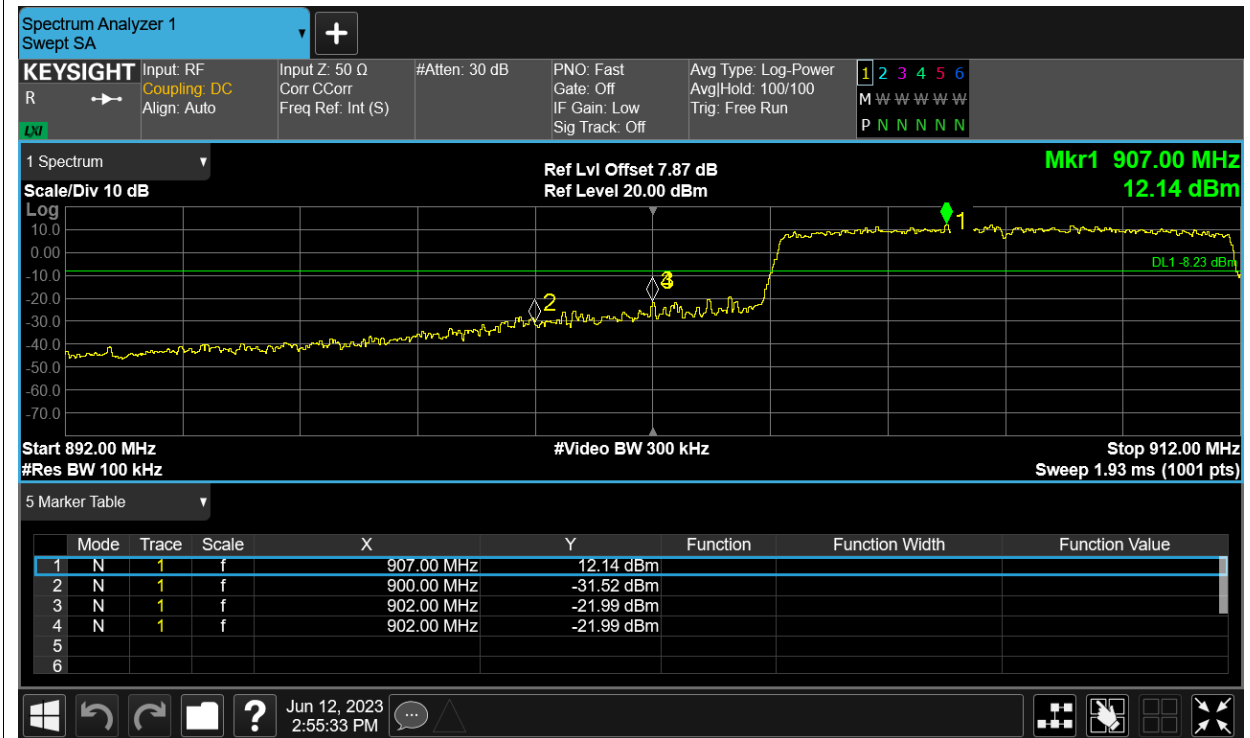 Spectrum Analyzer 1
Swept SA
+
KEYSIGHT Input: RF Input Z: 50 Ω #Atten: 30 dB PNO: Fast Avg Type: Log-Power 1 2 3 4 5 6
R Coupling: DC Corr CCorr Gate: Off Avg|Hold: 100/100 M W W W W W
Align: Auto Freq Ref: Int (S) IF Gain: Low Trig: Free Run
LXI Sig Track: Off P N N N N N
1 Spectrum Ref Lvl Offset 7.87 dB Mkr1 907.00 MHz
Scale/Div 10 dB Ref Level 20.00 dBm 12.14 dBm
Log
10.0 1
0.00
-10.0 DL1 -8.23 dBm
-20.0 2
-30.0
-40.0
-50.0
-60.0
-70.0
Start 892.00 MHz #Video BW 300 kHz Stop 912.00 MHz
#Res BW 100 kHz Sweep 1.93 ms (1001 pts)
5 Marker Table
Mode Trace Scale X Y Function Function Width Function Value
1 N 1 f 907.00 MHz 12.14 dBm
2 N 1 f 900.00 MHz -31.52 dBm
3 N 1 f 902.00 MHz -21.99 dBm
4 N 1 f 902.00 MHz -21.99 dBm
5
6
? Jun 12, 2023
2:55:33 PM